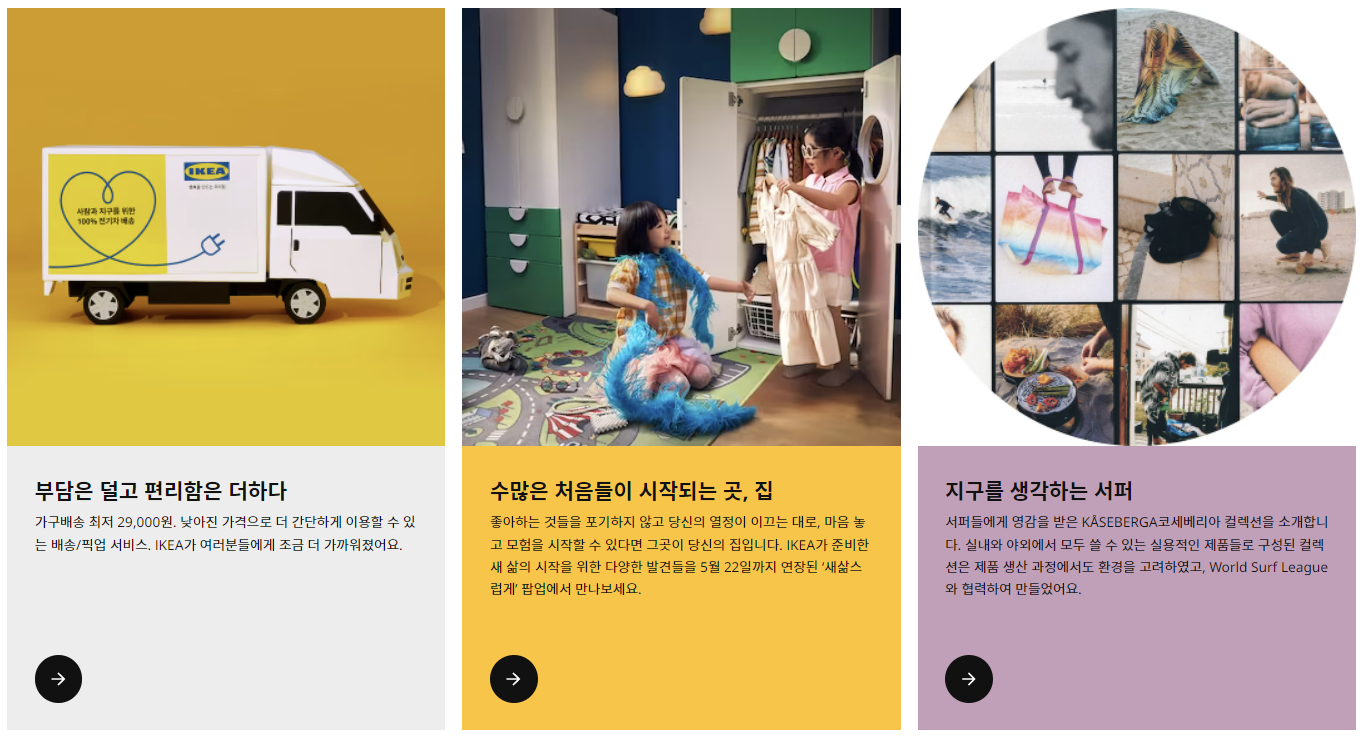 IKEA
사람과 지구를 위한
100% 전기차 배송
부담은 덜고 편리함은 더하다
가구배송 최저 29,000원. 낮아진 가격으로 더 간단하게 이용할 수 있
는 배송/픽업 서비스. IKEA가 여러분들에게 조금 더 가까워졌어요.
수많은 처음들이 시작되는 곳, 집
좋아하는 것들을 포기하지 않고 당신의 열정이 이끄는 대로, 마음 놓
고 모험을 시작할 수 있다면 그곳이 당신의 집입니다. IKEA가 준비한
새 삶의 시작을 위한 다양한 발견들을 5월 22일까지 연장된 ‘새삶스
럽게’ 팝업에서 만나보세요.
지구를 생각하는 서퍼
서퍼들에게 영감을 받은 KÅSEBERGA코세베리아 컬렉션을 소개합니
다. 실내와 야외에서 모두 쓸 수 있는 실용적인 제품들로 구성된 컬렉
션은 제품 생산 과정에서도 환경을 고려하였고, World Surf League
와 협력하여 만들었어요.